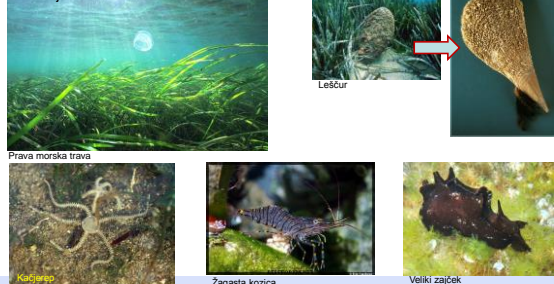 Leščur
Prava morska trava
Kačjerep
Žagasta kozica
Veliki zajček